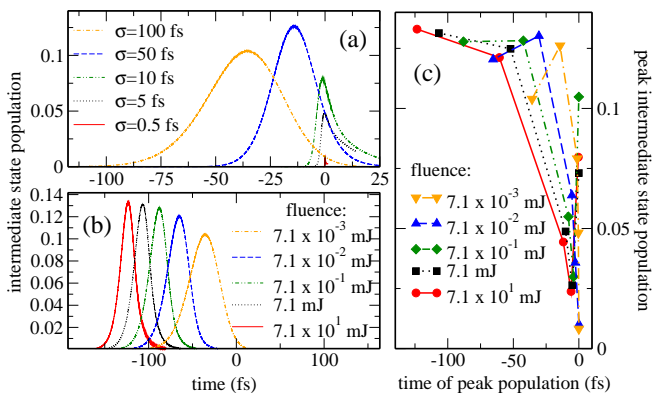 (a)
σ=100 fs
σ=50 fs
σ=10 fs
σ=5 fs
σ=0.5 fs
0.1
0.05
0
-100
-75
-50
-25
0
25
intermediate state population
(b)
fluence:
7.1 x 10⁻³ mJ
7.1 x 10⁻² mJ
7.1 x 10⁻¹ mJ
7.1 mJ
7.1 x 10¹ mJ
0.14
0.12
0.1
0.08
0.06
0.04
0.02
-100
0
100
time (fs)
(c)
fluence:
7.1 x 10⁻³ mJ
7.1 x 10⁻² mJ
7.1 x 10⁻¹ mJ
7.1 mJ
7.1 x 10¹ mJ
0.1
0.05
0
-100
-50
0
time of peak population (fs)
peak intermediate state population